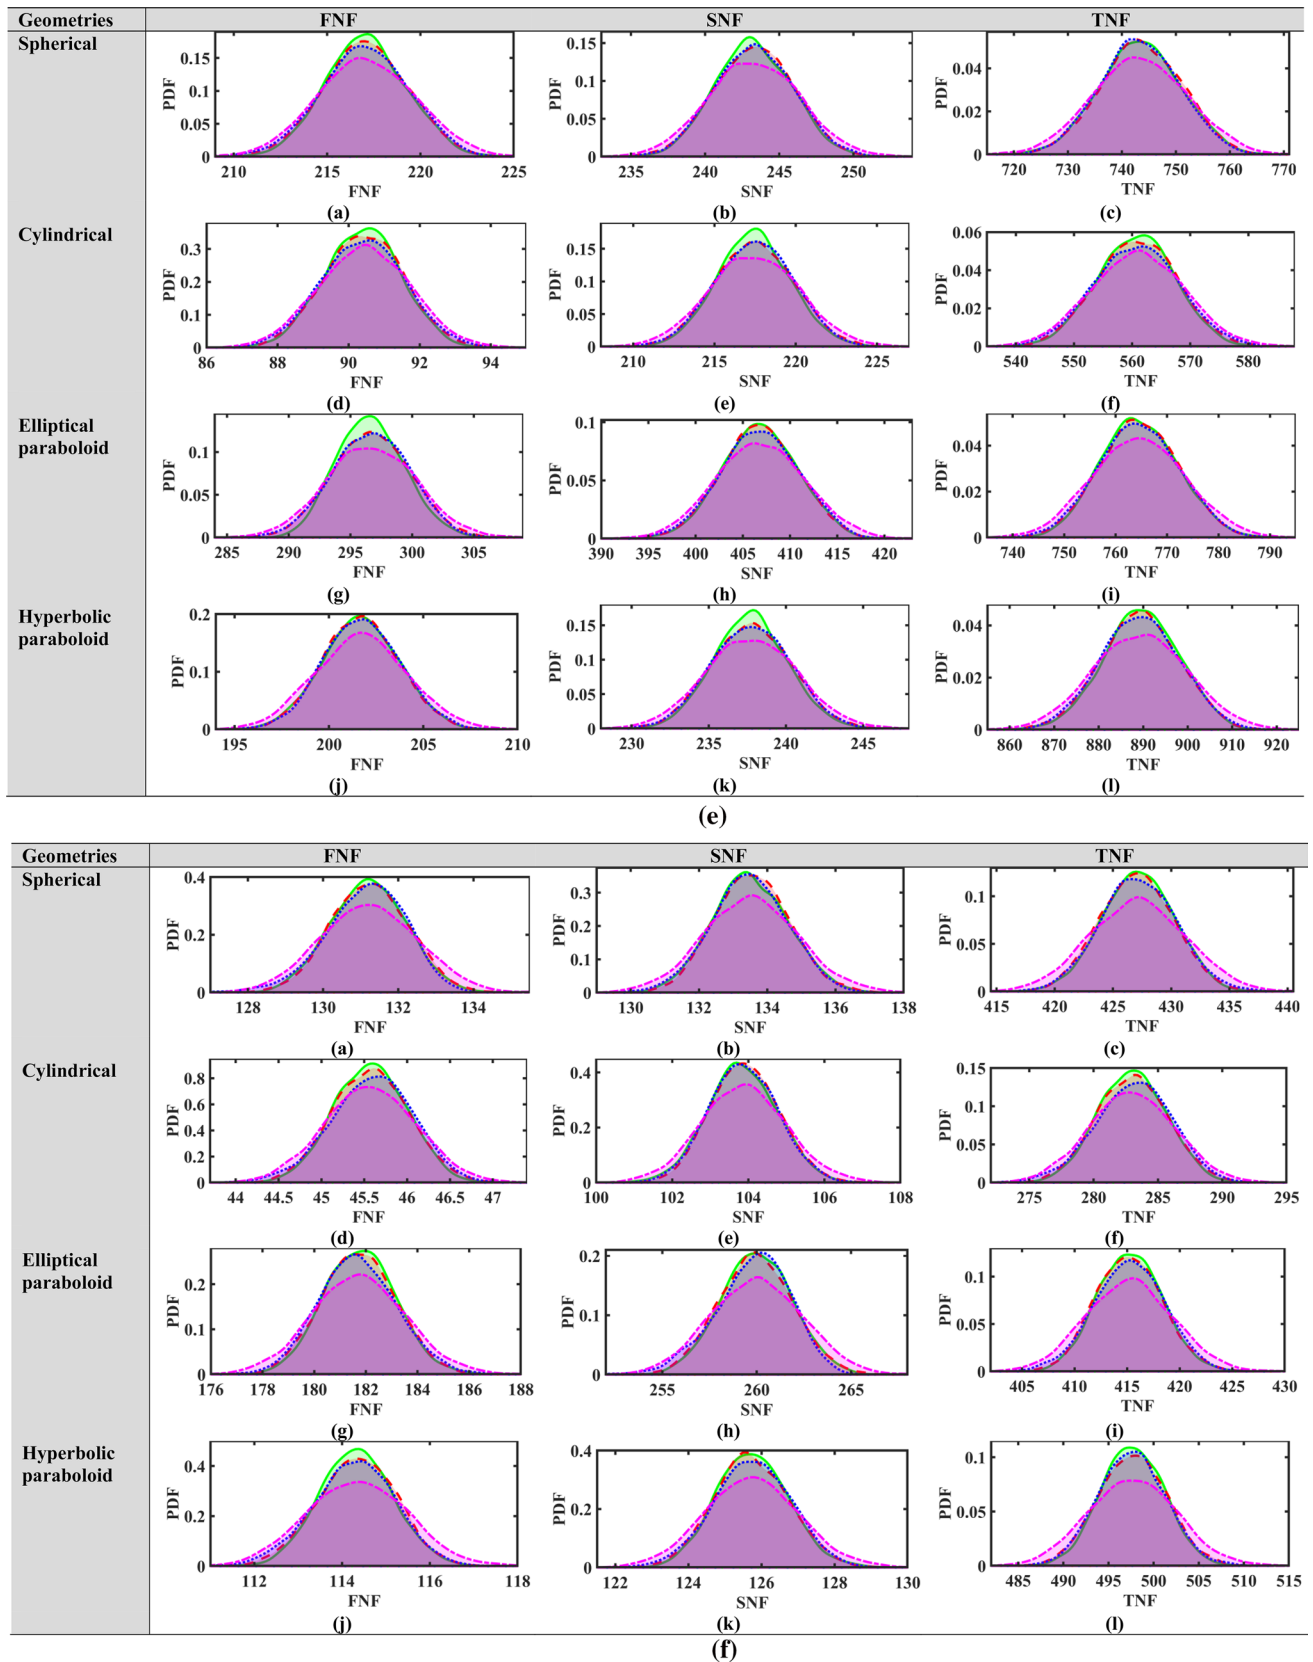 Geometries FNF SNF TNF
Spherical
PDF
0.15
0.1
0.05
0
210 215 220 225
FNF
(a)
PDF
0.15
0.1
0.05
0
235 240 245 250
SNF
(b)
PDF
0.04
0.02
0
720 730 740 750 760 770
TNF
(c)
Cylindrical
PDF
0.3
0.2
0.1
0
86 88 90 92 94
FNF
(d)
PDF
0.15
0.1
0.05
0
210 215 220 225
SNF
(e)
PDF
0.06
0.04
0.02
0
540 550 560 570 580
TNF
(f)
Elliptical
paraboloid
PDF
0.1
0.05
0
285 290 295 300 305
FNF
(g)
PDF
0.1
0.05
0
390 395 400 405 410 415 420
SNF
(h)
PDF
0.04
0.02
0
740 750 760 770 780 790
TNF
(i)
Hyperbolic
paraboloid
PDF
0.2
0.1
0
195 200 205 210
FNF
(j)
PDF
0.15
0.1
0.05
0
230 235 240 245
SNF
(k)
PDF
0.04
0.02
0
860 870 880 890 900 910 920
TNF
(l)
(e)
Geometries FNF SNF TNF
Spherical
PDF
0.4
0.2
0
128 130 132 134
FNF
(a)
PDF
0.3
0.2
0.1
0
130 132 134 136 138
SNF
(b)
PDF
0.1
0.05
0
415 420 425 430 435 440
TNF
(c)
Cylindrical
PDF
0.8
0.6
0.4
0.2
0
44 44.5 45 45.5 46 46.5 47
FNF
(d)
PDF
0.4
0.2
0
100 102 104 106 108
SNF
(e)
PDF
0.15
0.1
0.05
0
275 280 285 290 295
TNF
(f)
Elliptical
paraboloid
PDF
0.2
0.1
0
176 178 180 182 184 186 188
FNF
(g)
PDF
0.2
0.1
0
255 260 265
SNF
(h)
PDF
0.1
0.05
0
405 410 415 420 425 430
TNF
(i)
Hyperbolic
paraboloid
PDF
0.4
0.2
0
112 114 116 118
FNF
(j)
PDF
0.4
0.2
0
122 124 126 128 130
SNF
(k)
PDF
0.1
0.05
0
485 490 495 500 505 510 515
TNF
(l)
(f)